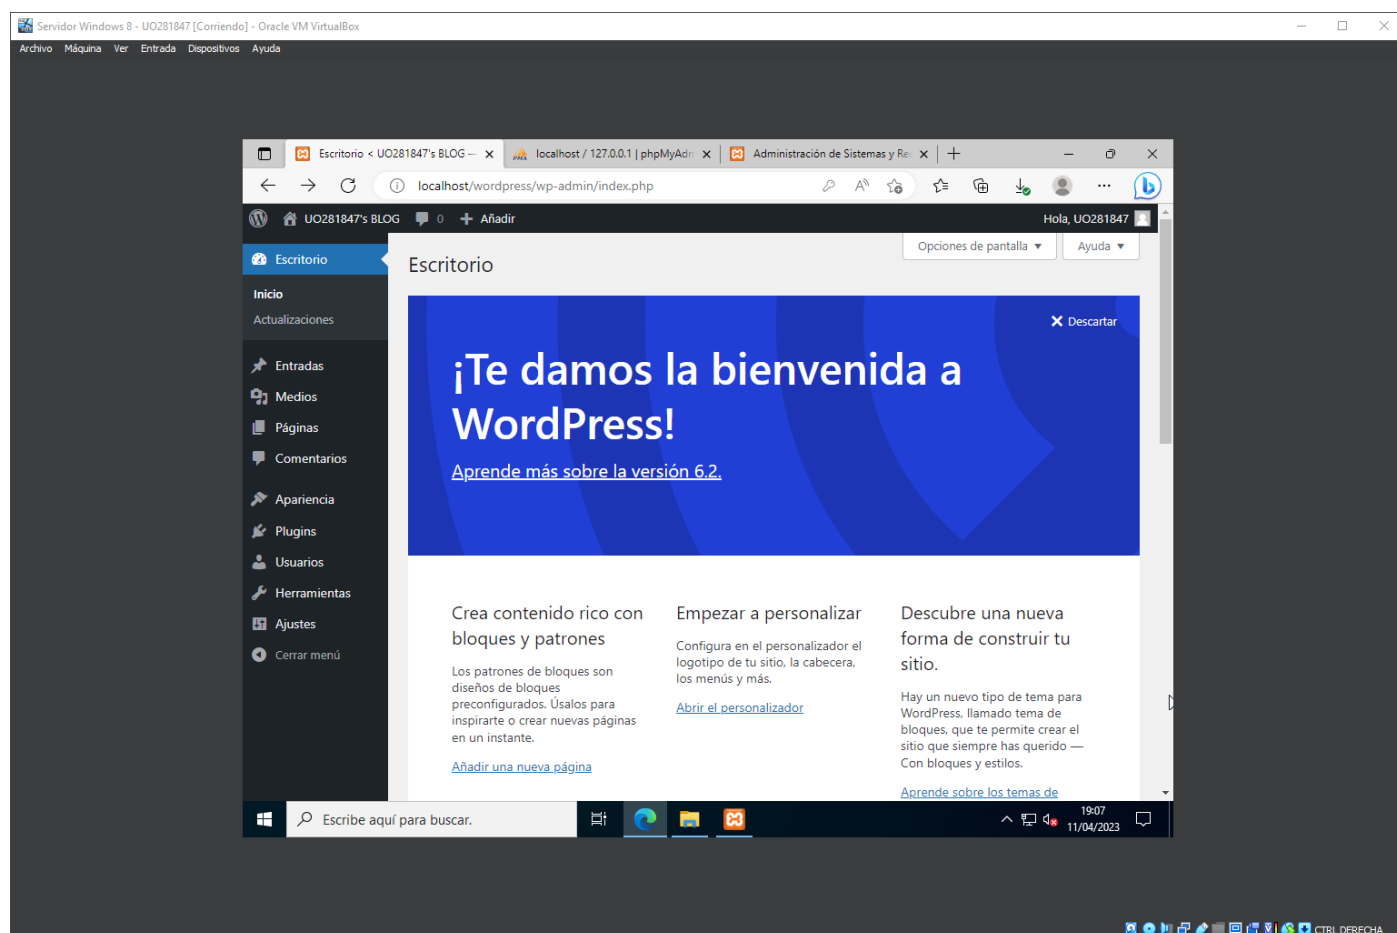 Servidor Windows 8 - UO281847 [Corriendo] - Oracle VM VirtualBox
Archivo Máquina Ver Entrada Dispositivos Ayuda
Escritorio < UO281847's BLOG — localhost / 127.0.0.1 | phpMyAdm Administración de Sistemas y Re
localhost/wordpress/wp-admin/index.php
UO281847's BLOG 0 + Añadir Hola, UO281847
Opciones de pantalla ▼ Ayuda ▼
Escritorio
Inicio
Actualizaciones
Entradas
Medios
Páginas
Comentarios
Apariencia
Plugins
Usuarios
Herramientas
Ajustes
Cerrar menú
Escritorio
Descartar
¡Te damos la bienvenida a
WordPress!
Aprende más sobre la versión 6.2.
Crea contenido rico con
bloques y patrones
Los patrones de bloques son
diseños de bloques
preconfigurados. Úsalos para
inspirarte o crear nuevas páginas
en un instante.
Añadir una nueva página
Empezar a personalizar
Configura en el personalizador el
logotipo de tu sitio, la cabecera,
los menús y más.
Abrir el personalizador
Descubre una nueva
forma de construir tu
sitio.
Hay un nuevo tipo de tema para
WordPress, llamado tema de
bloques, que te permite crear el
sitio que siempre has querido —
Con bloques y estilos.
Aprende sobre los temas de
Escribe aquí para buscar.
19:07
11/04/2023
CTRL DERECHA